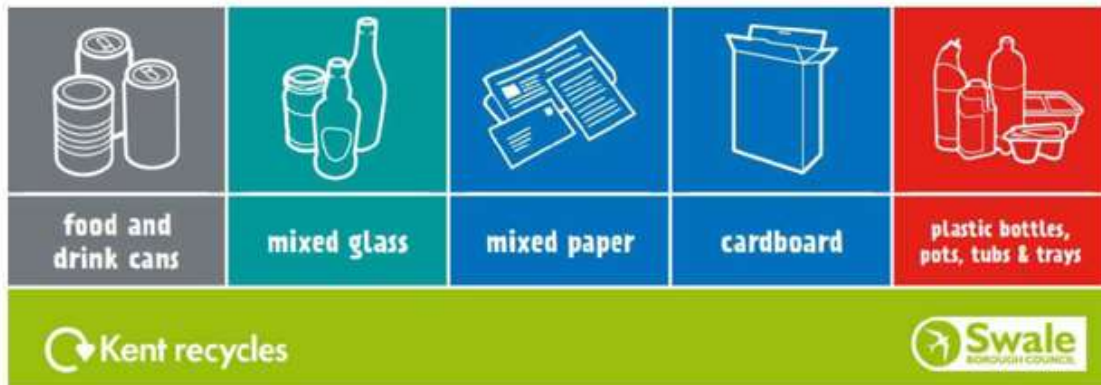 food and
drink cans
mixed glass
mixed paper
cardboard
plastic bottles,
pots, tubs & trays
Kent recycles
Swale
BOROUGH COUNCIL